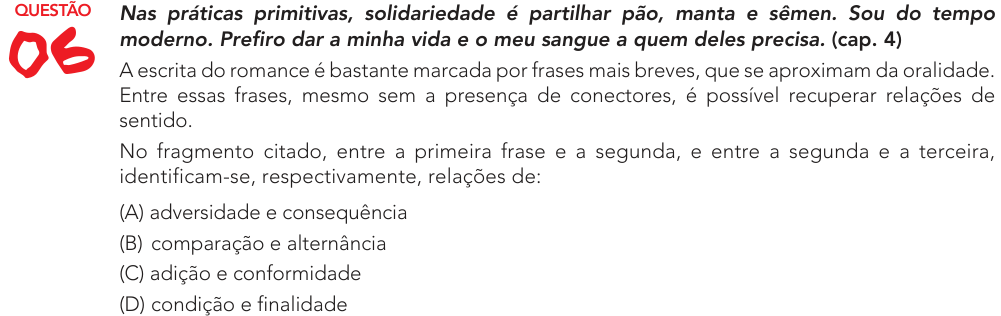 QUESTÃO
06
Nas práticas primitivas, solidariedade é partilhar pão, manta e sêmen. Sou do tempo
moderno. Prefiro dar a minha vida e o meu sangue a quem deles precisa. (cap. 4)
A escrita do romance é bastante marcada por frases mais breves, que se aproximam da oralidade.
Entre essas frases, mesmo sem a presença de conectores, é possível recuperar relações de
sentido.
No fragmento citado, entre a primeira frase e a segunda, e entre a segunda e a terceira,
identificam-se, respectivamente, relações de:
(A) adversidade e consequência
(B) comparação e alternância
(C) adição e conformidade
(D) condição e finalidade